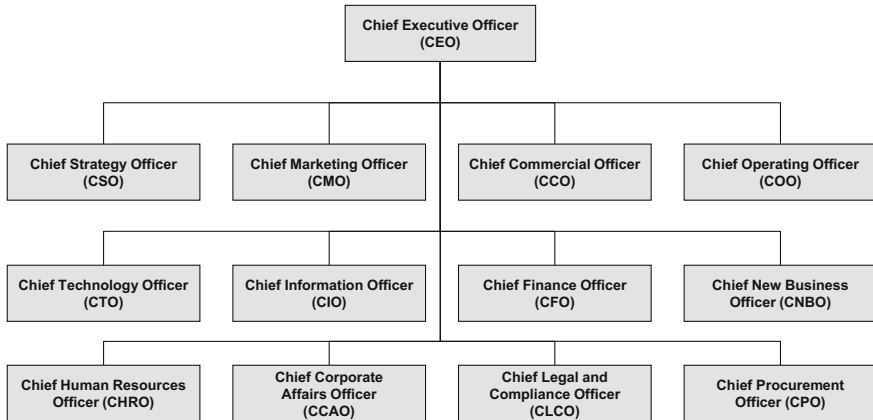 Chief Executive Officer
(CEO)
Chief Strategy Officer
(CSO)
Chief Marketing Officer
(CMO)
Chief Commercial Officer
(CCO)
Chief Operating Officer
(COO)
Chief Technology Officer
(CTO)
Chief Information Officer
(CIO)
Chief Finance Officer
(CFO)
Chief New Business
Officer (CNBO)
Chief Human Resources
Officer (CHRO)
Chief Corporate
Affairs Officer
(CCAO)
Chief Legal and
Compliance Officer
(CLCO)
Chief Procurement
Officer (CPO)